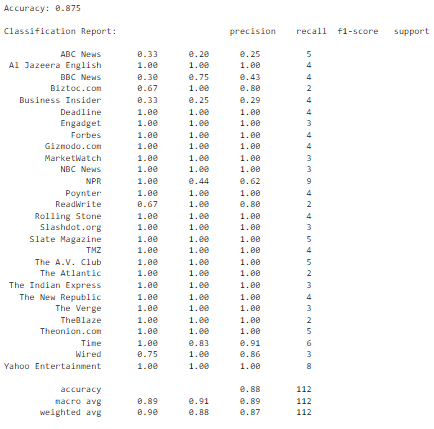 Accuracy: 0.875
Classification Report: precision recall f1-score support
ABC News 0.33 0.20 0.25 5
Al Jazeera English 1.00 1.00 1.00 4
BBC News 0.30 0.75 0.43 4
Biztoc.com 0.67 1.00 0.80 2
Business Insider 0.33 0.25 0.29 4
Deadline 1.00 1.00 1.00 4
Engadget 1.00 1.00 1.00 3
Forbes 1.00 1.00 1.00 4
Gizmodo.com 1.00 1.00 1.00 4
MarketWatch 1.00 1.00 1.00 3
NBC News 1.00 1.00 1.00 3
NPR 1.00 0.44 0.62 9
Poynter 1.00 1.00 1.00 4
ReadWrite 0.67 1.00 0.80 2
Rolling Stone 1.00 1.00 1.00 4
Slashdot.org 1.00 1.00 1.00 3
Slate Magazine 1.00 1.00 1.00 5
TMZ 1.00 1.00 1.00 4
The A.V. Club 1.00 1.00 1.00 5
The Atlantic 1.00 1.00 1.00 2
The Indian Express 1.00 1.00 1.00 3
The New Republic 1.00 1.00 1.00 4
The Verge 1.00 1.00 1.00 3
TheBlaze 1.00 1.00 1.00 2
Theonion.com 1.00 1.00 1.00 5
Time 1.00 0.83 0.91 6
Wired 0.75 1.00 0.86 3
Yahoo Entertainment 1.00 1.00 1.00 8
accuracy 0.88 112
macro avg 0.89 0.91 0.89 112
weighted avg 0.90 0.88 0.87 112